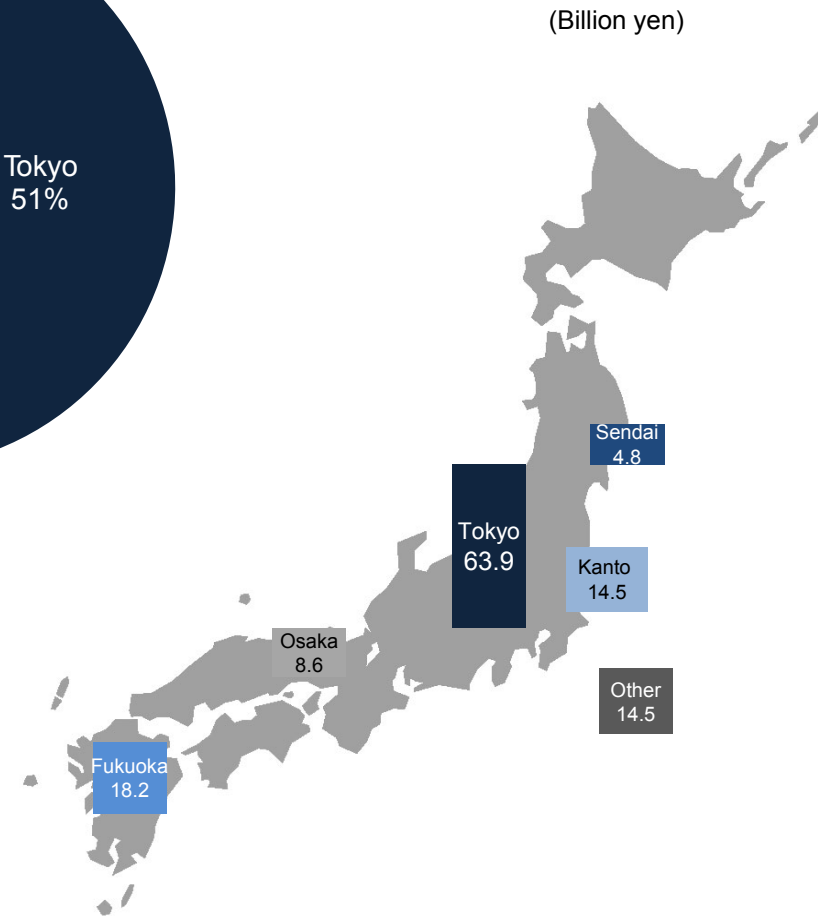 (Billion yen)
Tokyo
51%
Sendai
4.8
Tokyo
63.9
Kanto
14.5
Osaka
8.6
Other
14.5
Fukuoka
18.2